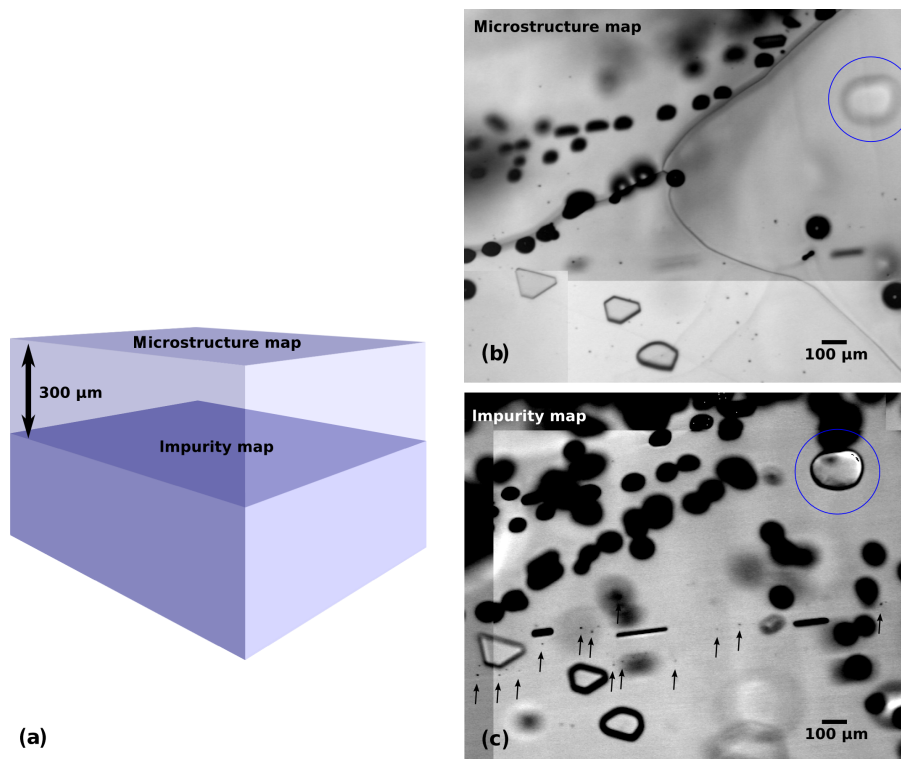 Microstructure map
300 μm
Impurity map
(a)
Microstructure map
(b)
100 μm
Impurity map
(c)
100 μm